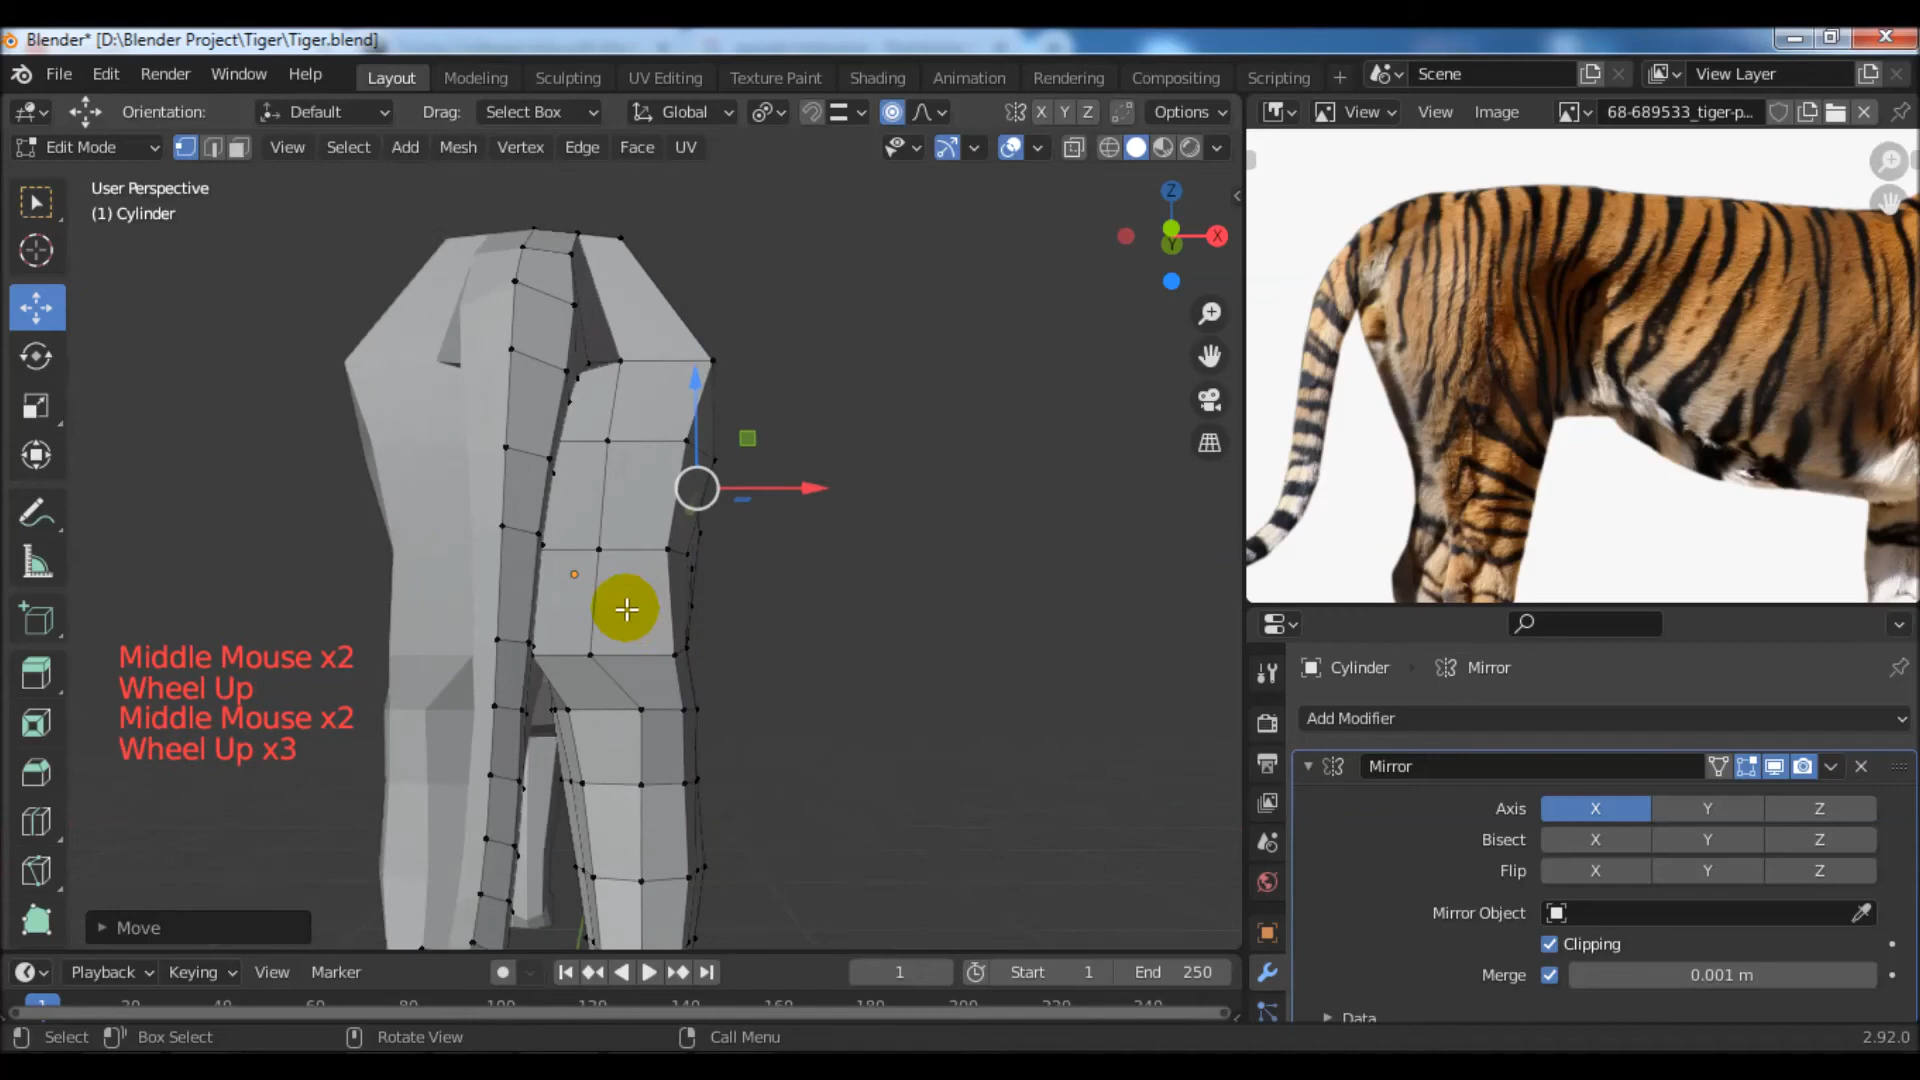 Blender* [D:\Blender Project\Tiger\Tiger.blend]
File Edit Render Window Help Layout Modeling Sculpting UV Editing Texture Paint Shading Animation Rendering Compositing Scripting + Scene View Layer
Orientation: Default Drag: Select Box Global X Y Z Options View View Image 68-689533_tiger-p...
Edit Mode View Select Add Mesh Vertex Edge Face UV
User Perspective
(1) Cylinder
Z
X
Y
Middle Mouse x2
Wheel Up
Middle Mouse x2
Wheel Up x3
Move
Cylinder Mirror
Add Modifier
Mirror
Axis X Y Z
Bisect X Y Z
Flip X Y Z
Mirror Object
Clipping
Merge 0.001 m
Data
Playback Keying View Marker 1 Start 1 End 250
1
Select Box Select Rotate View Call Menu 2.92.0